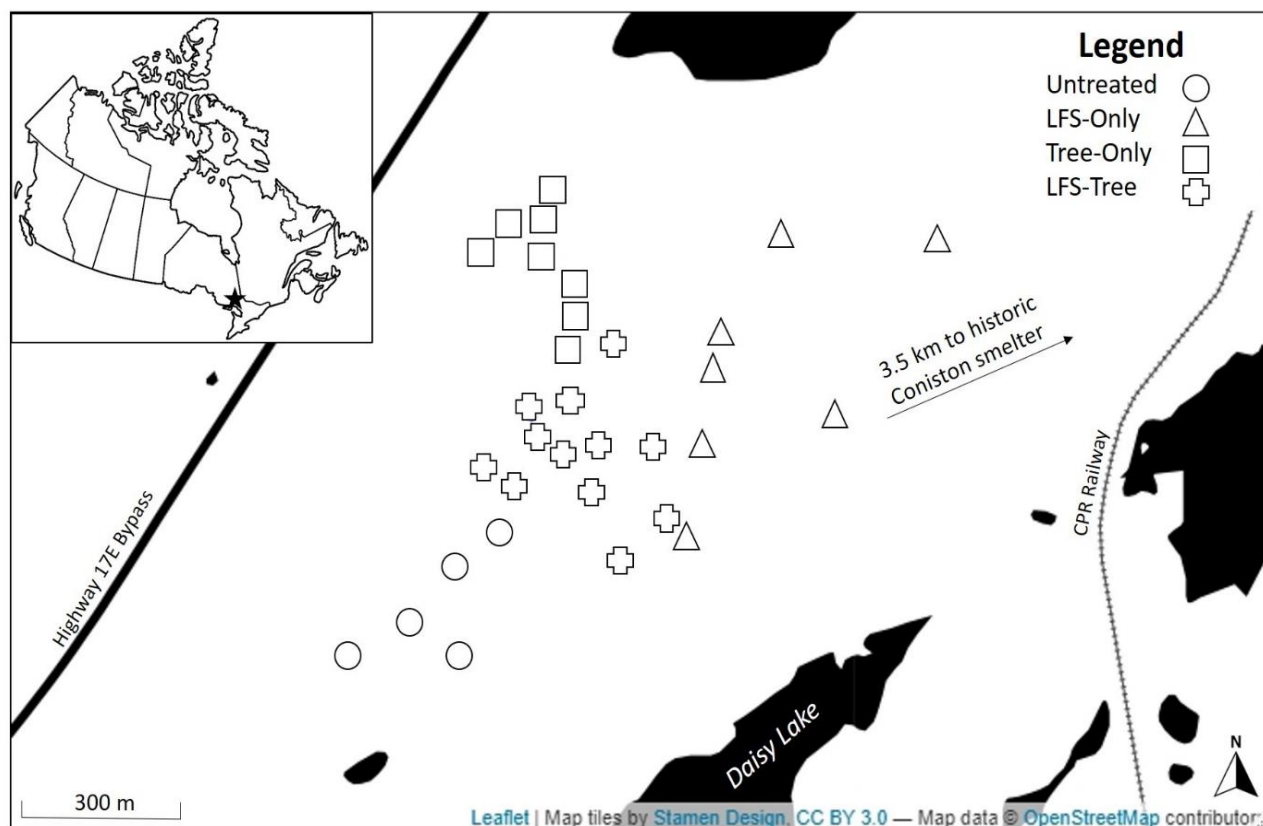 Legend
Untreated
LFS-Only
Tree-Only
LFS-Tree
3.5 km to historic
Coniston smelter
CPR Railway
Highway 17E Bypass
Daisy Lake
N
300 m
Leaflet | Map tiles by Stamen Design, CC BY 3.0 — Map data © OpenStreetMap contributor